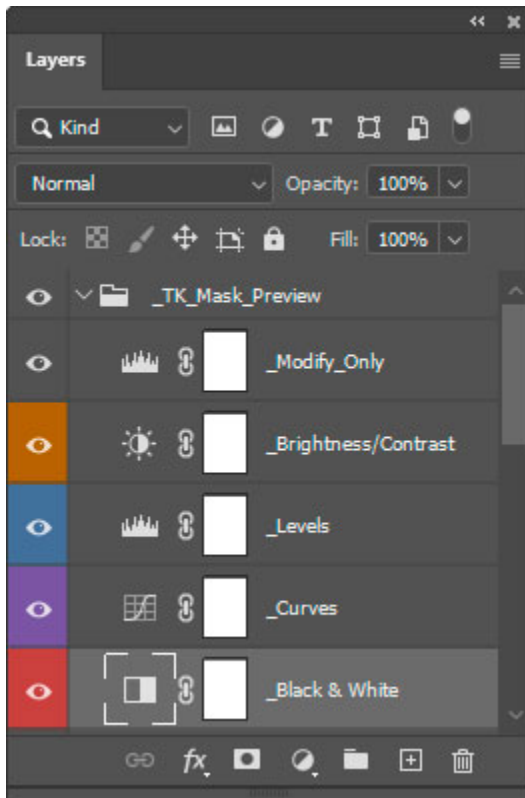 Layers
Kind
T
Normal Opacity: 100%
Lock: Fill: 100%
_TK_Mask_Preview
_Modify_Only
_Brightness/Contrast
_Levels
_Curves
_Black & White
fx